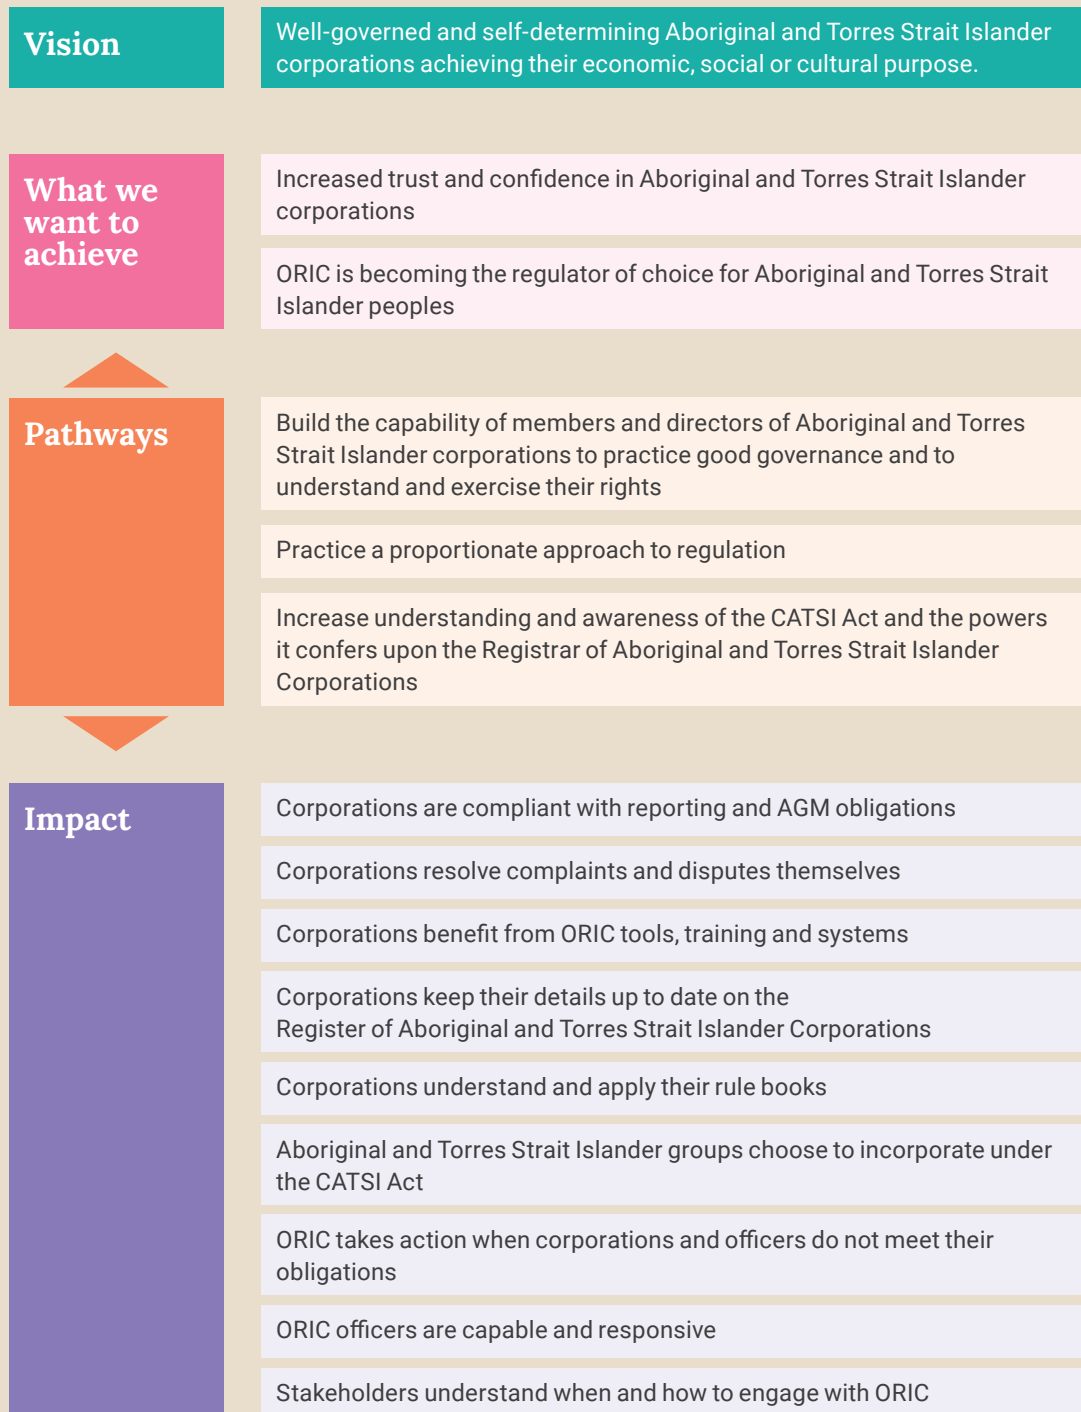 Vision
Well-governed and self-determining Aboriginal and Torres Strait Islander
corporations achieving their economic, social or cultural purpose.
What we
want to
achieve
Increased trust and confidence in Aboriginal and Torres Strait Islander
corporations
ORIC is becoming the regulator of choice for Aboriginal and Torres Strait
Islander peoples
Pathways
Build the capability of members and directors of Aboriginal and Torres
Strait Islander corporations to practice good governance and to
understand and exercise their rights
Practice a proportionate approach to regulation
Increase understanding and awareness of the CATSI Act and the powers
it confers upon the Registrar of Aboriginal and Torres Strait Islander
Corporations
Impact
Corporations are compliant with reporting and AGM obligations
Corporations resolve complaints and disputes themselves
Corporations benefit from ORIC tools, training and systems
Corporations keep their details up to date on the
Register of Aboriginal and Torres Strait Islander Corporations
Corporations understand and apply their rule books
Aboriginal and Torres Strait Islander groups choose to incorporate under
the CATSI Act
ORIC takes action when corporations and officers do not meet their
obligations
ORIC officers are capable and responsive
Stakeholders understand when and how to engage with ORIC